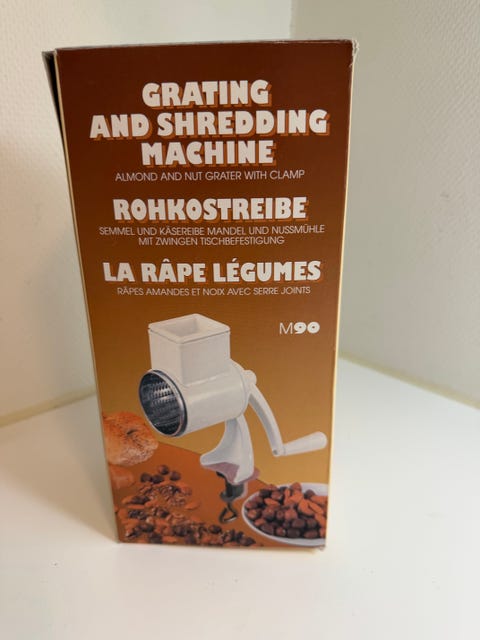 GRATING
AND SHREDDING
MACHINE
ALMOND AND NUT GRATER WITH CLAMP
ROHKOSTREIBE
SEMMEL UND KÄSEREIBE MANDEL UND NUSSMÜHLE
MIT ZWINGEN TISCHBEFESTIGUNG
LA RÂPE LÉGUMES
RÂPES AMANDES ET NOIX AVEC SERRE JOINTS
M90